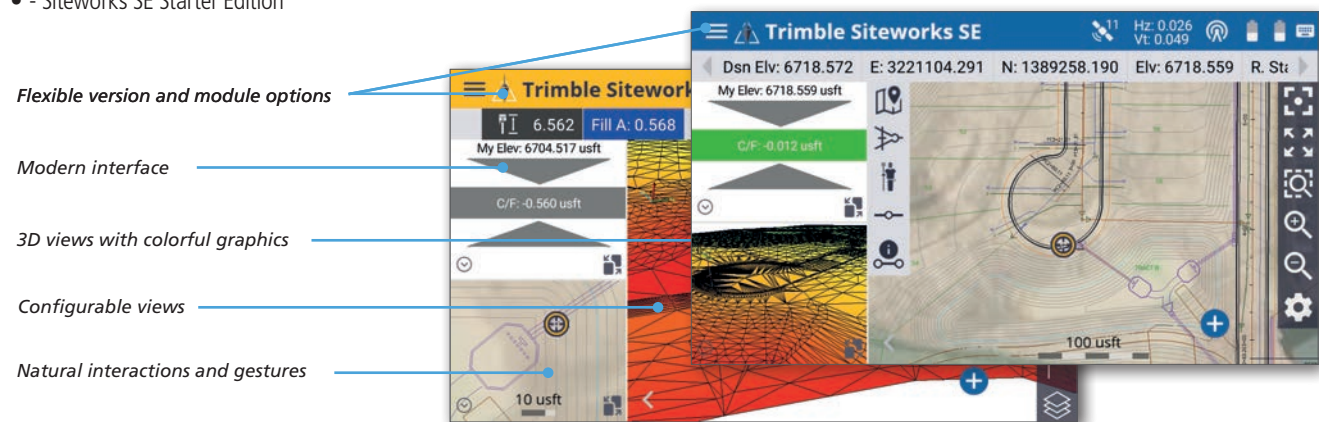 • - Siteworks SE Starter Edition
Flexible version and module options
Modern interface
3D views with colorful graphics
Configurable views
Natural interactions and gestures
Trimble Sitework
6.562 Fill A: 0.568
My Elev: 6704.517 usft
C/F: -0.560 usft
10 usft
Trimble Siteworks SE
11
Hz: 0.026
Vt: 0.049
Dsn Elv: 6718.572 E: 3221104.291 N: 1389258.190 Elv: 6718.559 R. Sta
My Elev: 6718.559 usft
C/F: -0.012 usft
100 usft